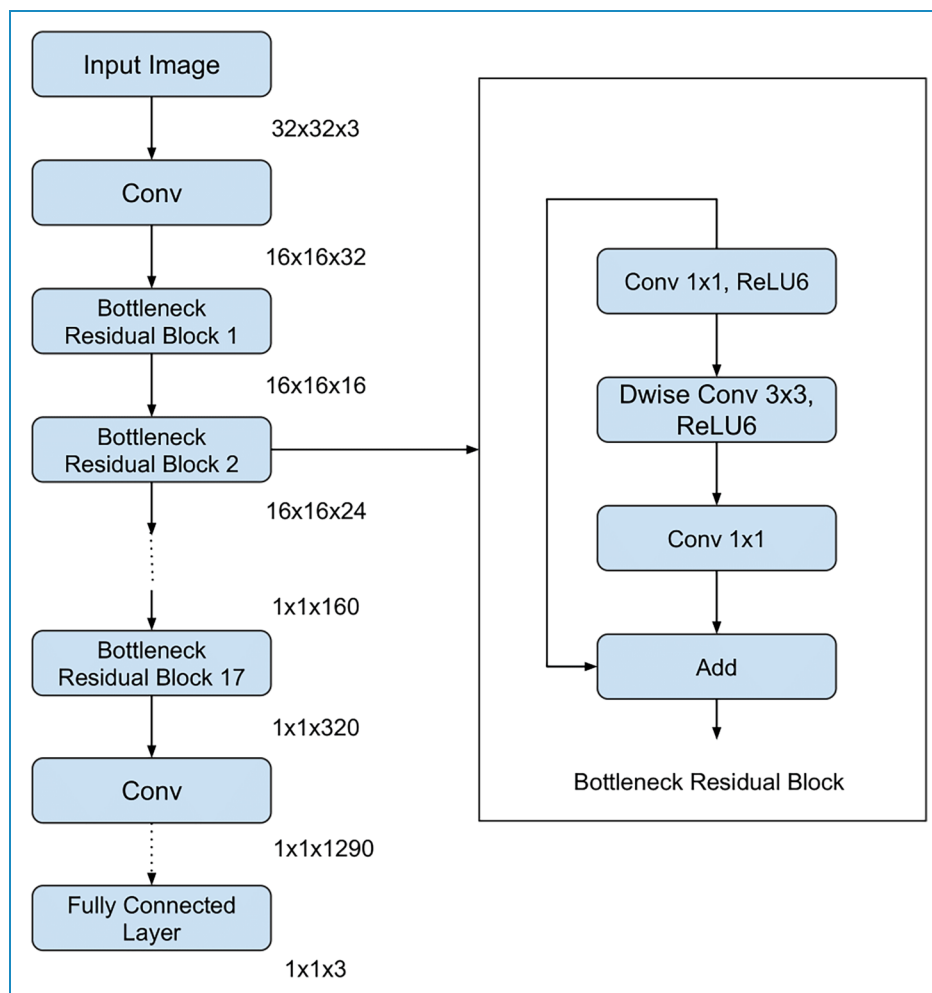 Input Image
32x32x3
Conv
16x16x32
Bottleneck
Residual Block 1
16x16x16
Bottleneck
Residual Block 2
16x16x24
1x1x160
Bottleneck
Residual Block 17
1x1x320
Conv
1x1x1290
Fully Connected
Layer
1x1x3
Conv 1x1, ReLU6
Dwise Conv 3x3,
ReLU6
Conv 1x1
Add
Bottleneck Residual Block